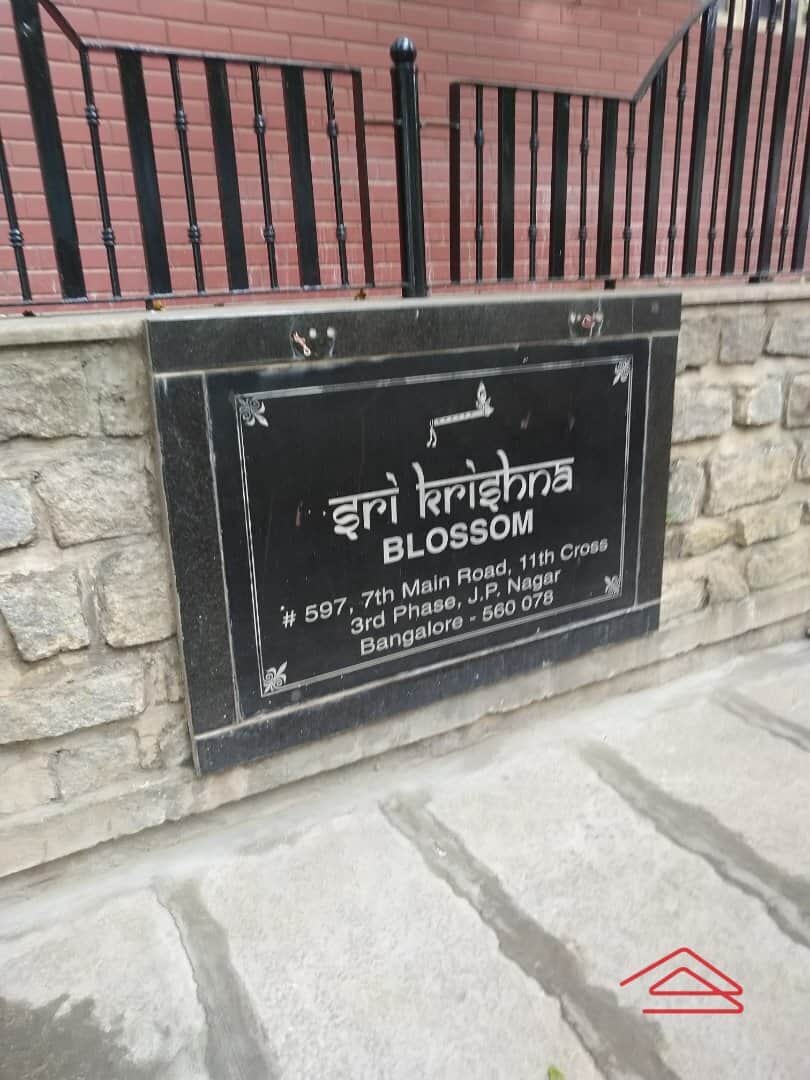 sri krishna
BLOSSOM
# 597, 7th Main Road, 11th Cross
3rd Phase, J.P. Nagar
Bangalore - 560 078